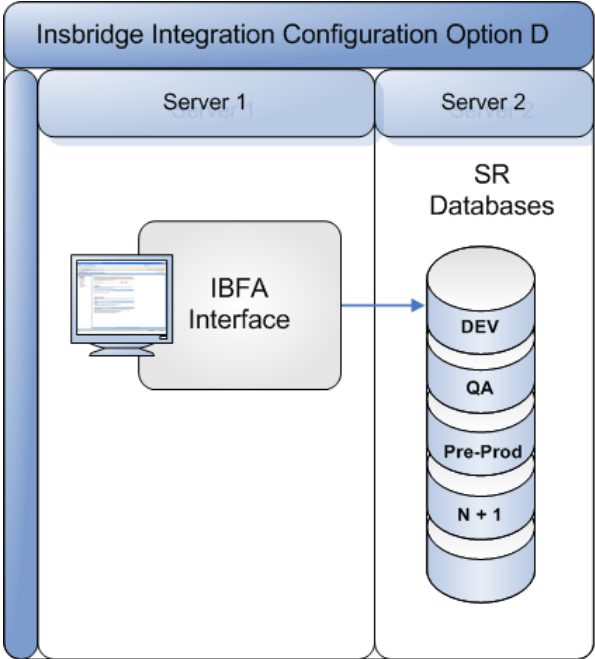 Insbridge Integration Configuration Option D
Server 1
Server 2
SR
Databases
IBFA
Interface
DEV
QA
Pre-Prod
N + 1